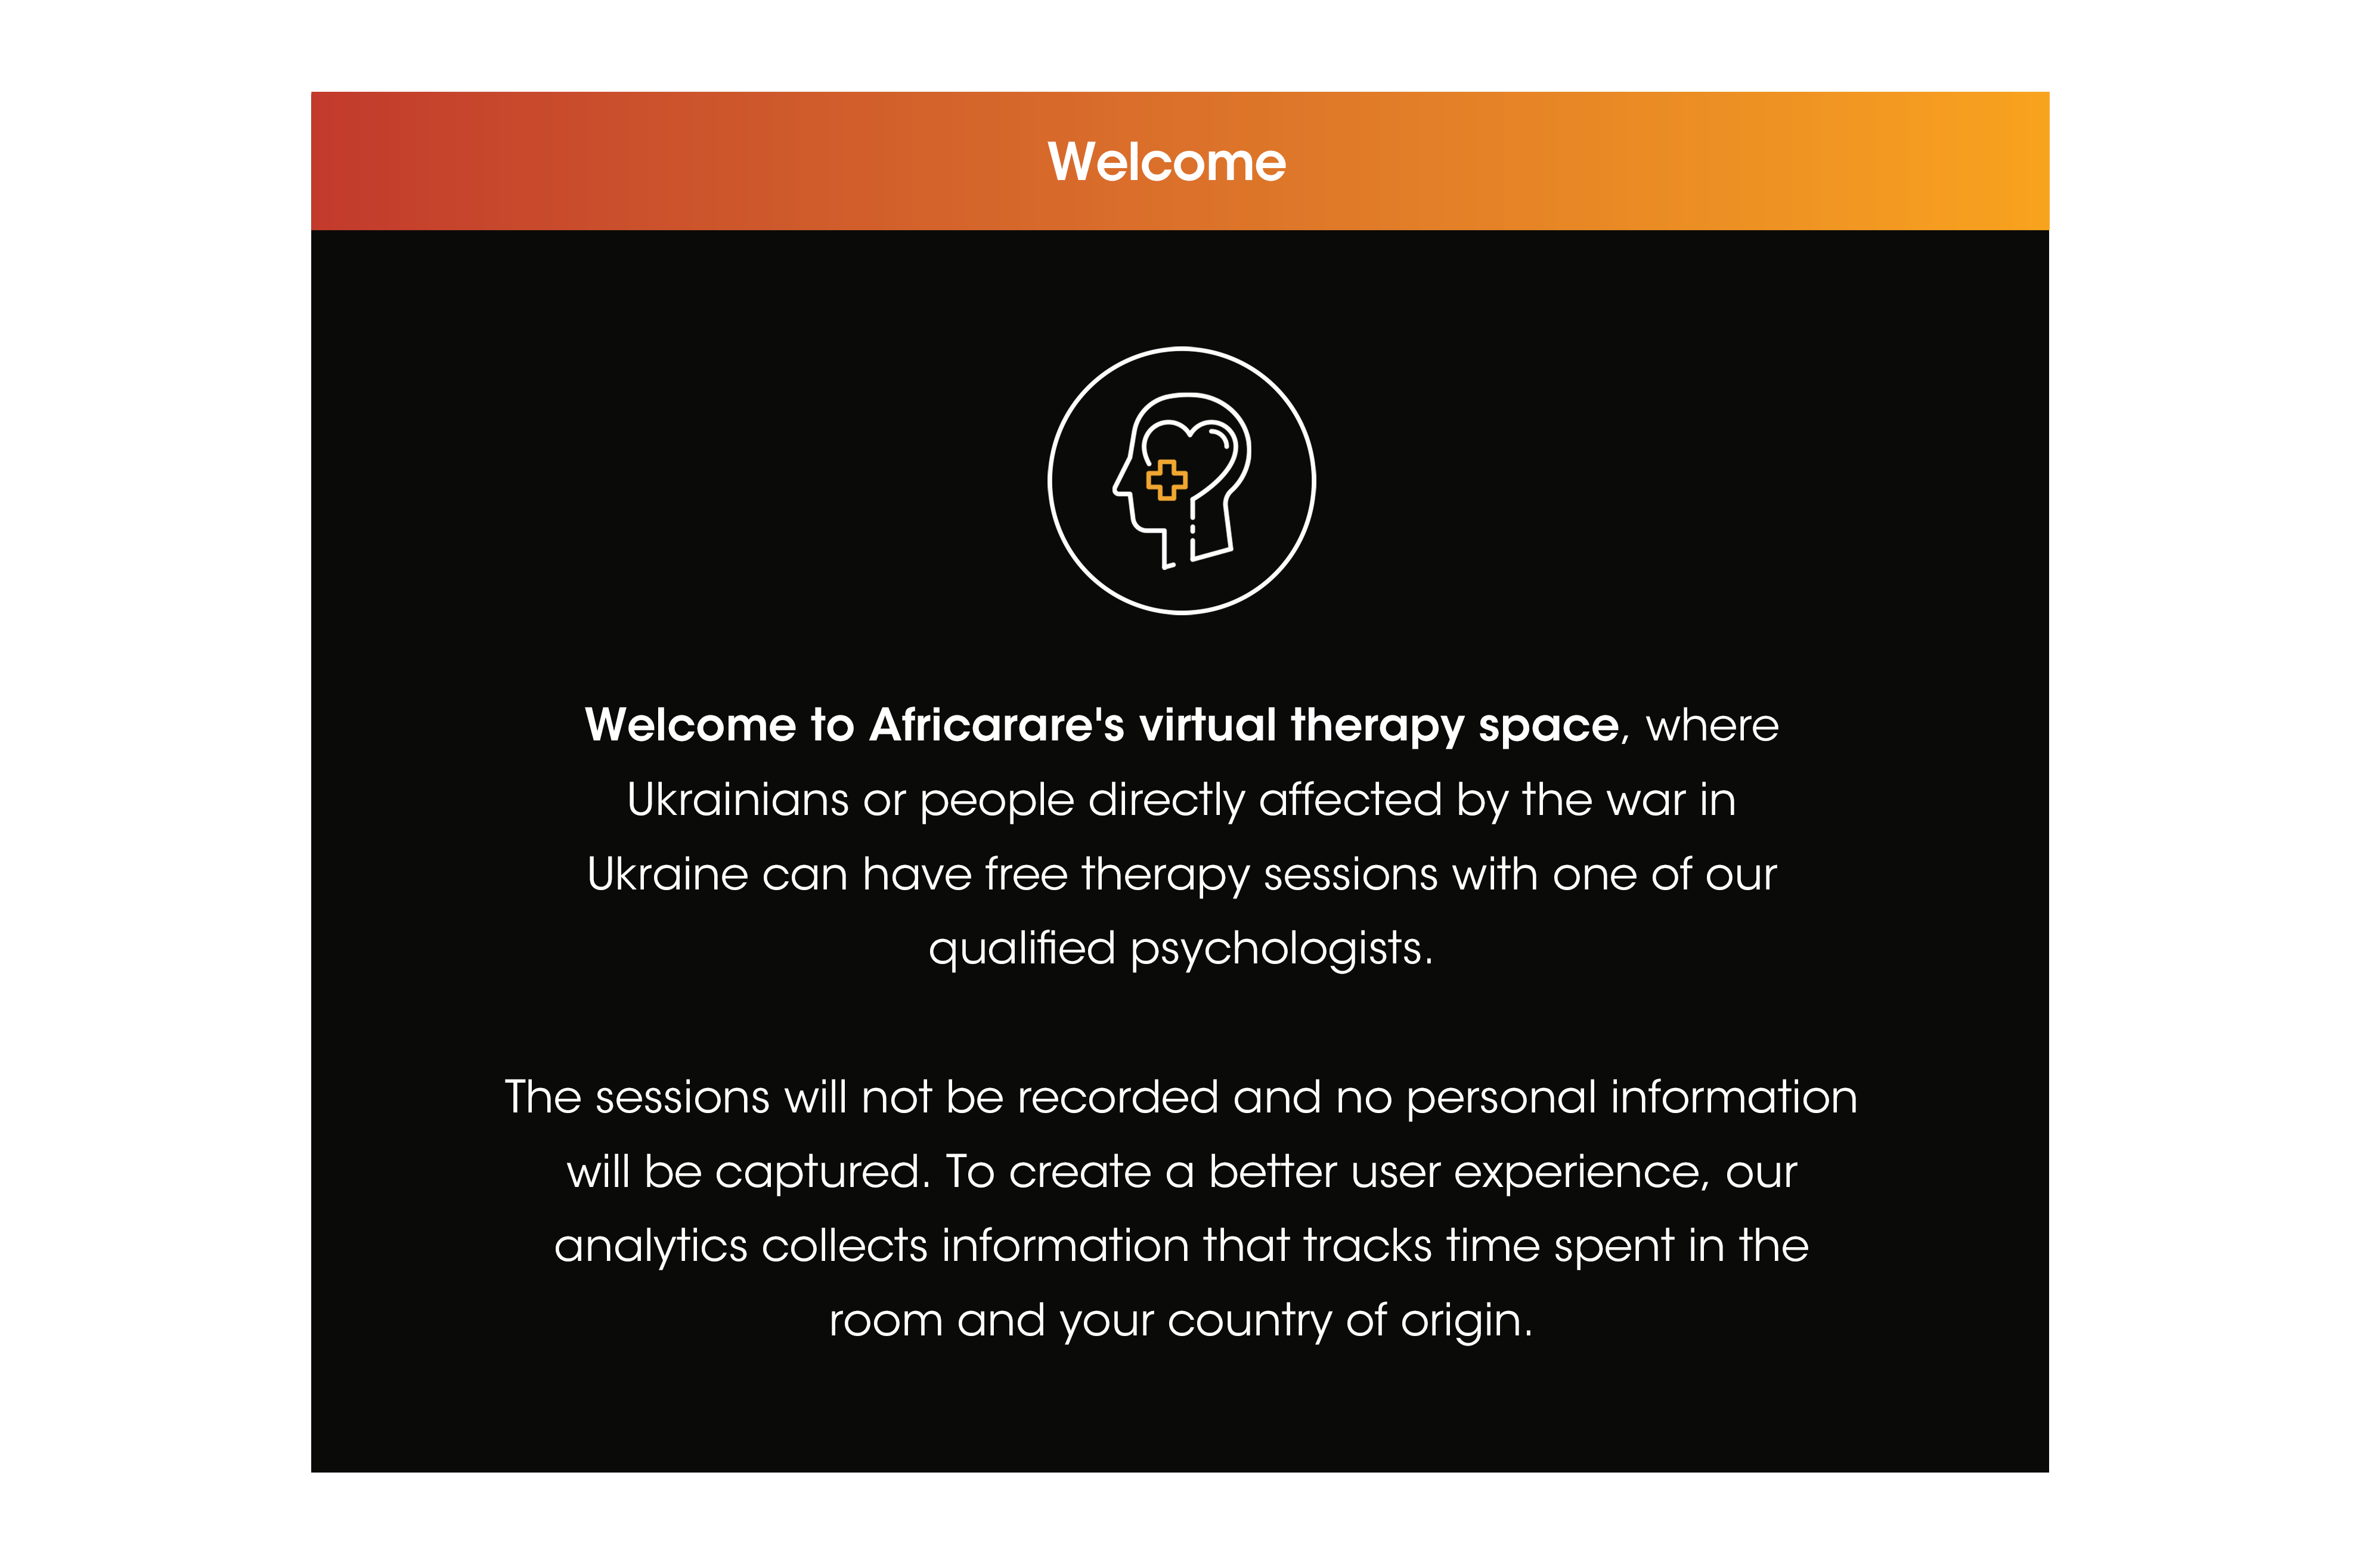 Welcome
Welcome to Africarare's virtual therapy space, where
Ukrainians or people directly affected by the war in
Ukraine can have free therapy sessions with one of our
qualified psychologists.
The sessions will not be recorded and no personal information
will be captured. To create a better user experience, our
analytics collects information that tracks time spent in the
room and your country of origin.